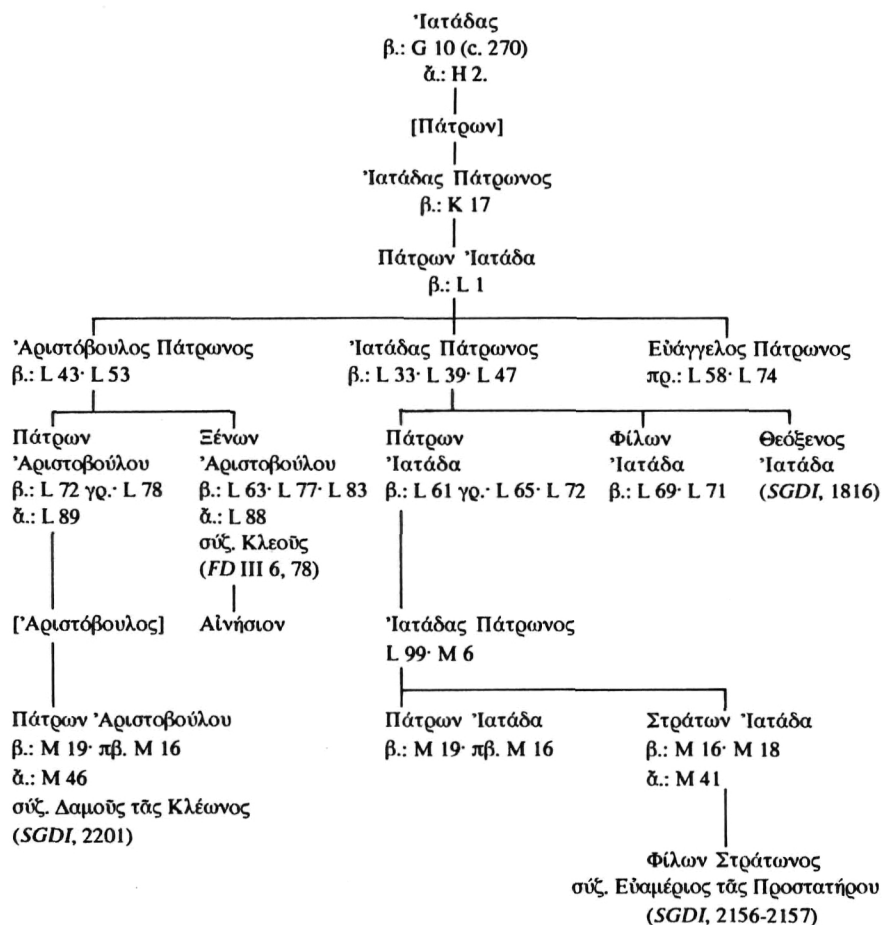 Ἰατάδας
β.: G 10 (c. 270)
ἄ.: H 2.
[Πάτρων]
Ἰατάδας Πάτρωνος
β.: K 17
Πάτρων Ἰατάδα
β.: L 1
Ἀριστόβουλος Πάτρωνος
β.: L 43· L 53
Ἰατάδας Πάτρωνος
β.: L 33· L 39· L 47
Εὐάγγελος Πάτρωνος
πρ.: L 58· L 74
Πάτρων
Ἀριστοβούλου
β.: L 72 γρ.· L 78
ἄ.: L 89
Ξένων
Ἀριστοβούλου
β.: L 63· L 77· L 83
ἄ.: L 88
σύζ. Κλεοῦς
(FD III 6, 78)
Πάτρων
Ἰατάδα
β.: L 61 γρ.· L 65· L 72
Φίλων
Ἰατάδα
β.: L 69· L 71
Θεόξενος
Ἰατάδα
(SGDI, 1816)
[Ἀριστόβουλος]
Αἰνήσιον
Ἰατάδας Πάτρωνος
L 99· M 6
Πάτρων Ἀριστοβούλου
β.: M 19· πβ. M 16
ἄ.: M 46
σύζ. Δαμοῦς τᾶς Κλέωνος
(SGDI, 2201)
Πάτρων Ἰατάδα
β.: M 19· πβ. M 16
Στράτων Ἰατάδα
β.: M 16· M 18
ἄ.: M 41
Φίλων Στράτωνος
σύζ. Εὐαμέριος τᾶς Προστατήρου
(SGDI, 2156-2157)